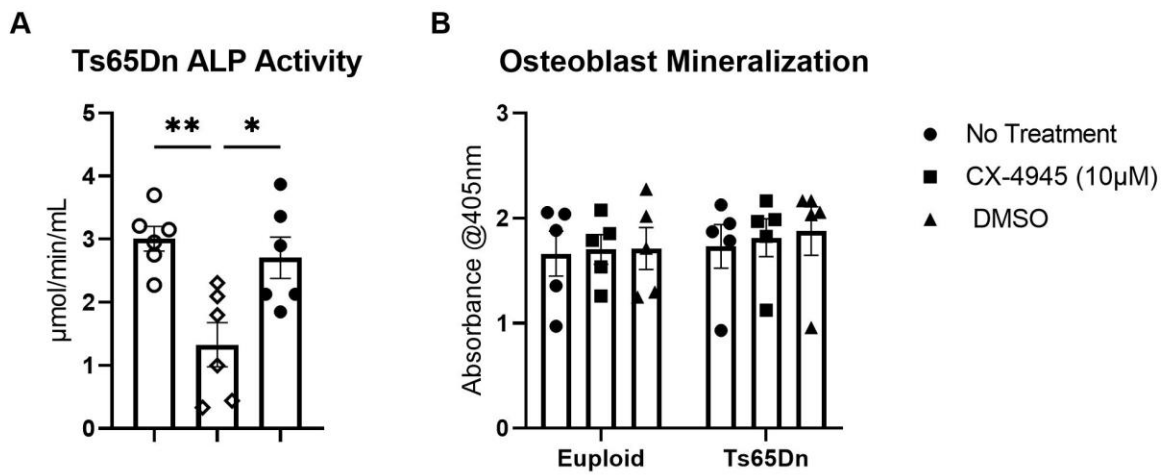 A
Ts65Dn ALP Activity
µmol/min/mL
5
4
3
2
1
0
** *
B
Osteoblast Mineralization
Absorbance @405nm
3
2
1
0
Euploid Ts65Dn
No Treatment
CX-4945 (10µM)
DMSO